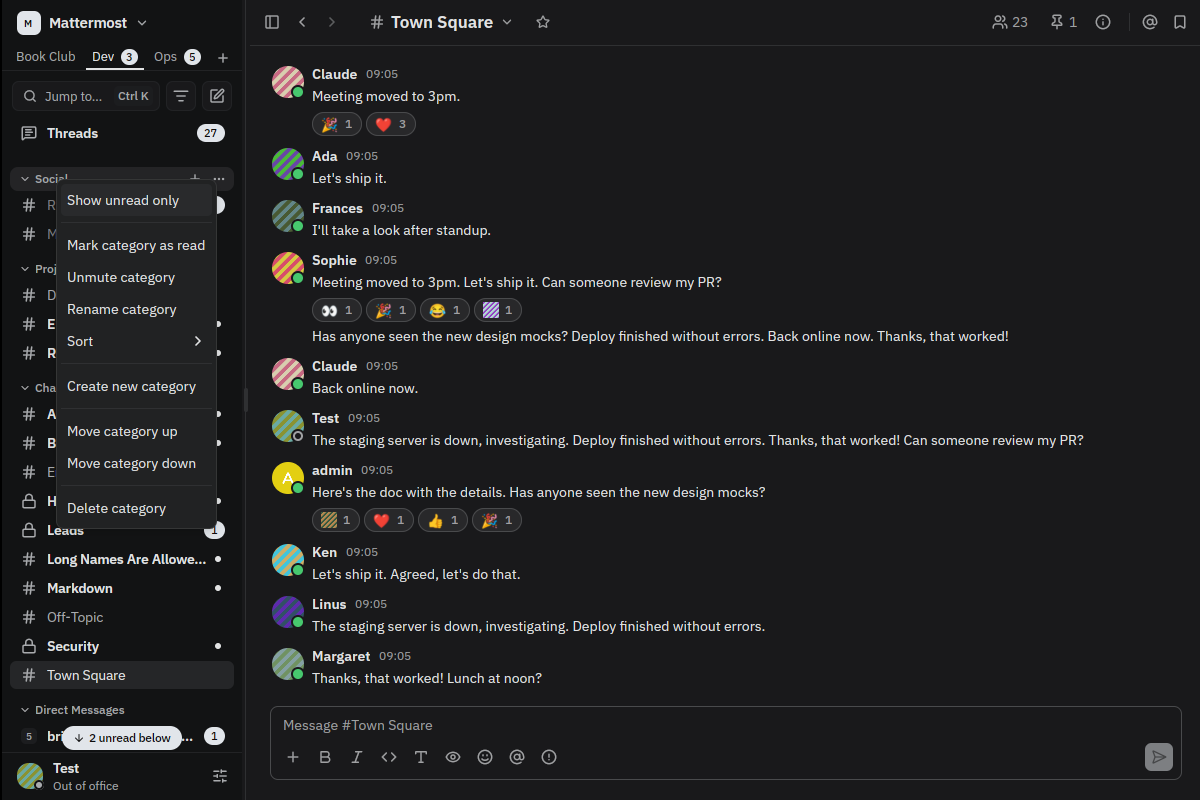 M Mattermost
Book Club Dev 3 Ops 5
Jump to... Ctrl K
Threads 27
Social
Show unread only
Mark category as read
Unmute category
Rename category
Sort
Create new category
Move category up
Move category down
Delete category
Leads 1
Long Names Are Allowe...
Markdown
Off-Topic
Security
Town Square
Direct Messages
5
2 unread below
1
Test
Out of office
Town Square
23
1
Claude 09:05
Meeting moved to 3pm.
1 3
Ada 09:05
Let's ship it.
Frances 09:05
I'll take a look after standup.
Sophie 09:05
Meeting moved to 3pm. Let's ship it. Can someone review my PR?
1 1 1 1
Has anyone seen the new design mocks? Deploy finished without errors. Back online now. Thanks, that worked!
Claude 09:05
Back online now.
Test 09:05
The staging server is down, investigating. Deploy finished without errors. Thanks, that worked! Can someone review my PR?
A admin 09:05
Here's the doc with the details. Has anyone seen the new design mocks?
1 1 1 1
Ken 09:05
Let's ship it. Agreed, let's do that.
Linus 09:05
The staging server is down, investigating. Deploy finished without errors.
Margaret 09:05
Thanks, that worked! Lunch at noon?
Message #Town Square